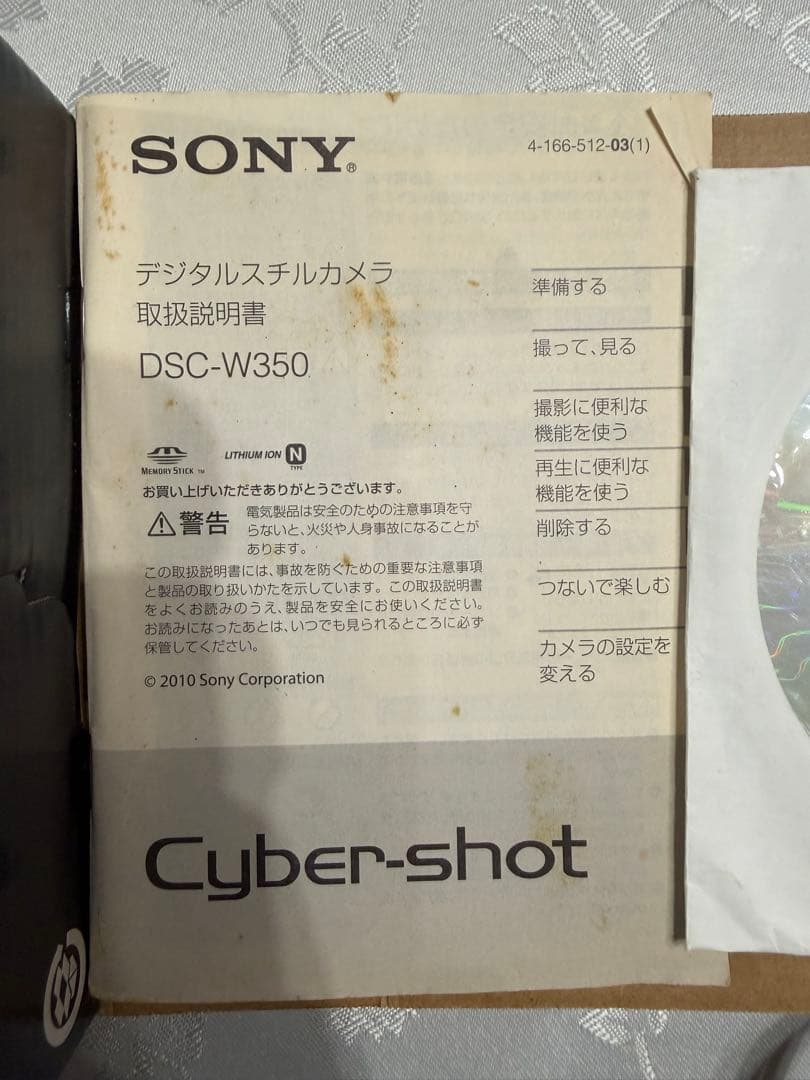 SONY®
4-166-512-03(1)
デジタルスチルカメラ
取扱説明書
DSC-W350
MEMORY STICK ™
LITHIUM ION N
TYPE
お買い上げいただきありがとうございます。
警告
電気製品は安全のための注意事項を守
らないと、火災や人身事故になることが
あります。
この取扱説明書には、事故を防ぐための重要な注意事項
と製品の取り扱いかたを示しています。この取扱説明書
をよくお読みのうえ、製品を安全にお使いください。
お読みになったあとは、いつでも見られるところに必ず
保管してください。
© 2010 Sony Corporation
準備する
撮って、見る
撮影に便利な
機能を使う
再生に便利な
機能を使う
削除する
つないで楽しむ
カメラの設定を
変える
Cyber-shot